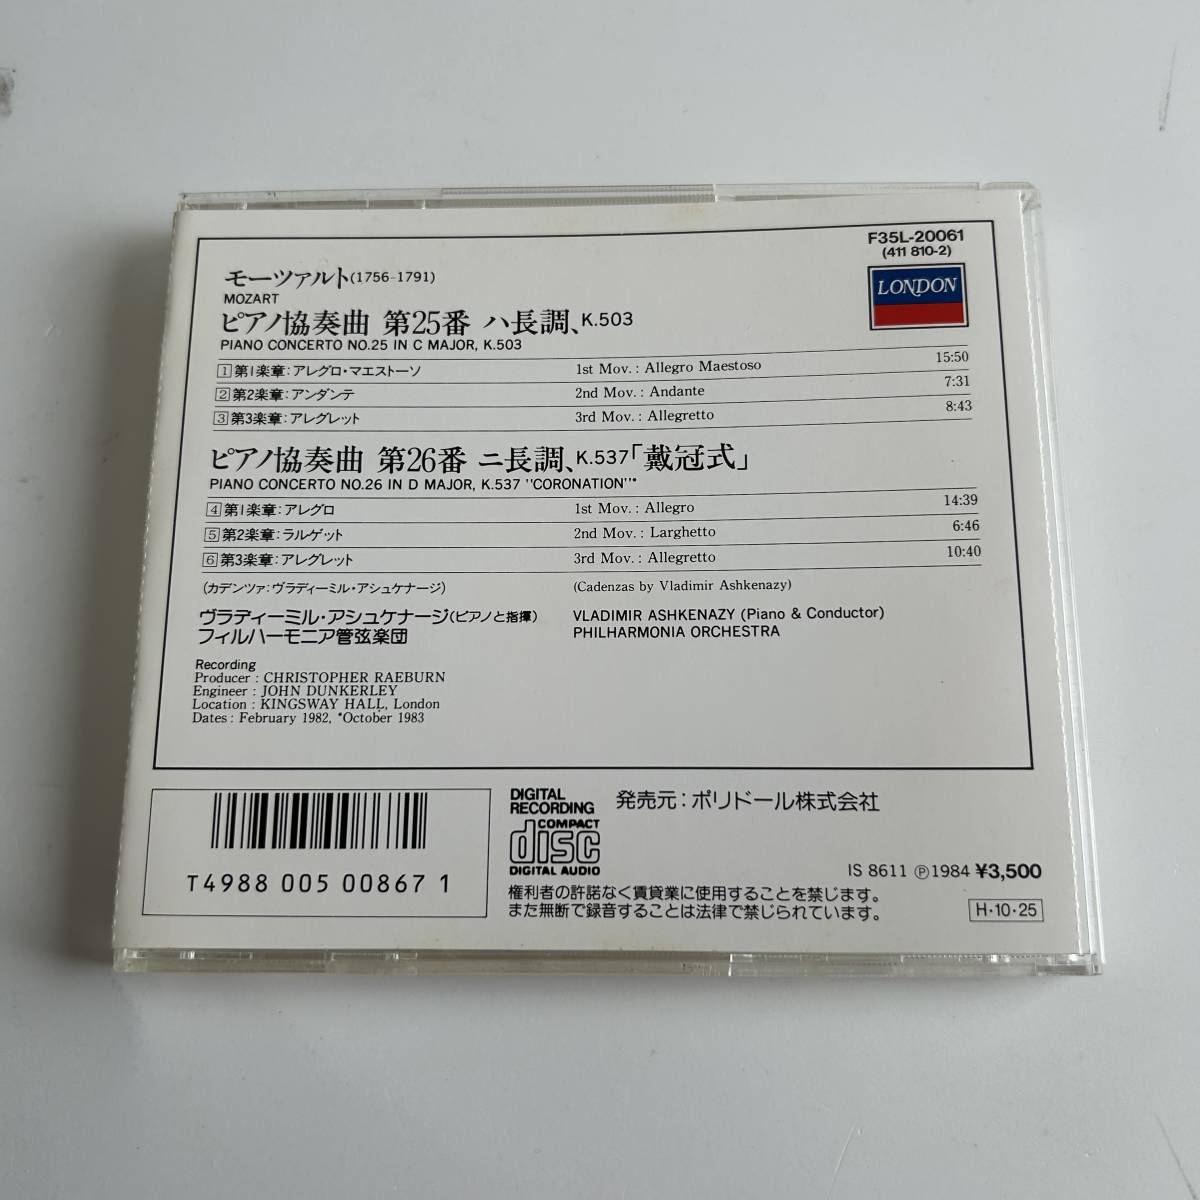 F35L-20061
(411 810-2)
LONDON
モーツァルト(1756-1791)
MOZART
ピアノ協奏曲 第25番 ハ長調、K.503
PIANO CONCERTO NO.25 IN C MAJOR, K.503
1 第1楽章:アレグロ・マエストーソ 1st Mov. : Allegro Maestoso 15:50
2 第2楽章:アンダンテ 2nd Mov. : Andante 7:31
3 第3楽章:アレグレット 3rd Mov. : Allegretto 8:43
ピアノ協奏曲 第26番 ニ長調、K.537「戴冠式」
PIANO CONCERTO NO.26 IN D MAJOR, K.537 "CORONATION"*
4 第1楽章:アレグロ 1st Mov. : Allegro 14:39
5 第2楽章:ラルゲット 2nd Mov. : Larghetto 6:46
6 第3楽章:アレグレット 3rd Mov. : Allegretto 10:40
(カデンツァ:ヴラディーミル・アシュケナージ) (Cadenzas by Vladimir Ashkenazy)
ヴラディーミル・アシュケナージ(ピアノと指揮) VLADIMIR ASHKENAZY (Piano & Conductor)
フィルハーモニア管弦楽団 PHILHARMONIA ORCHESTRA
Recording
Producer : CHRISTOPHER RAEBURN
Engineer : JOHN DUNKERLEY
Location : KINGSWAY HALL, London
Dates : February 1982, *October 1983
T4988 005 00867 1
DIGITAL
RECORDING
COMPACT
disc
DIGITAL AUDIO
発売元:ポリドール株式会社
IS 8611 Ⓟ1984 ¥3,500
権利者の許諾なく賃貸業に使用することを禁じます。
また無断で録音することは法律で禁じられています。
H・10・25